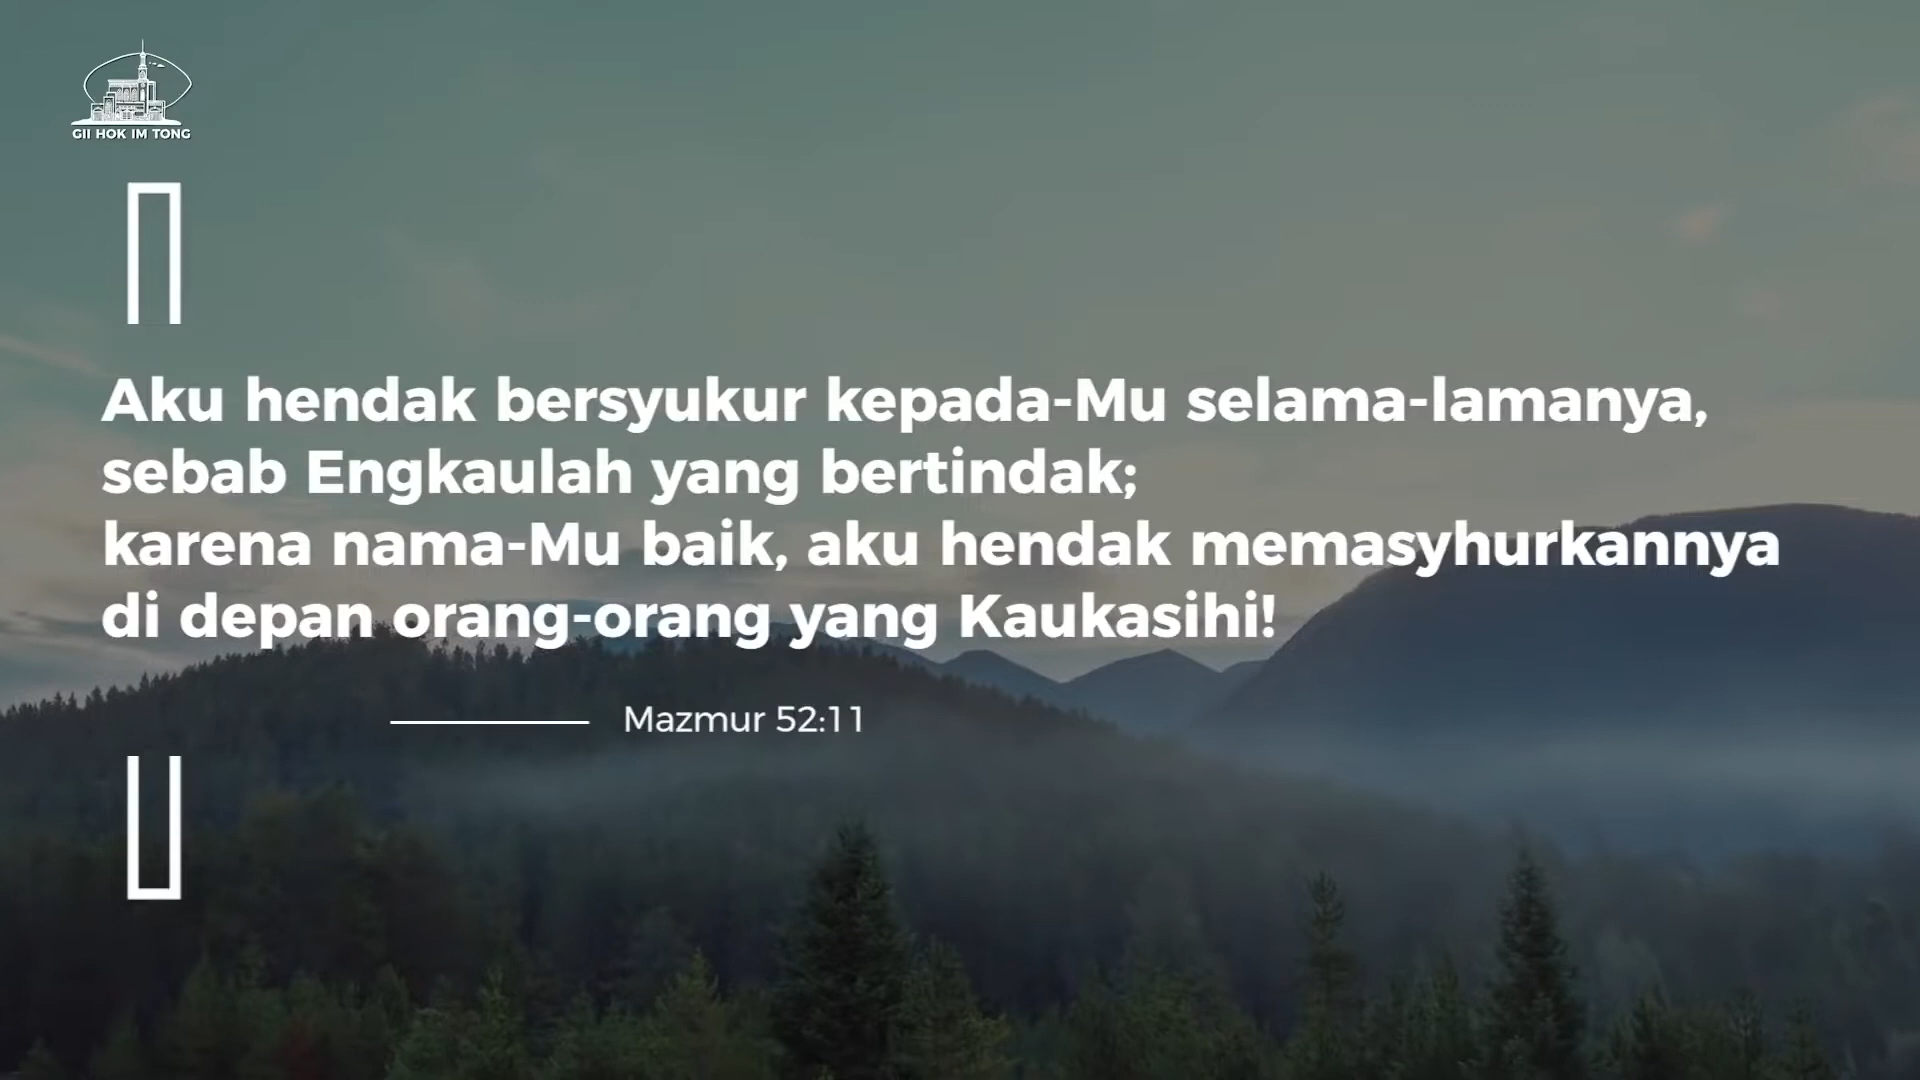 GII HOK IM TONG
Aku hendak bersyukur kepada-Mu selama-lamanya,
sebab Engkaulah yang bertindak;
karena nama-Mu baik, aku hendak memasyhurkannya
di depan orang-orang yang Kaukasihi!
Mazmur 52:11